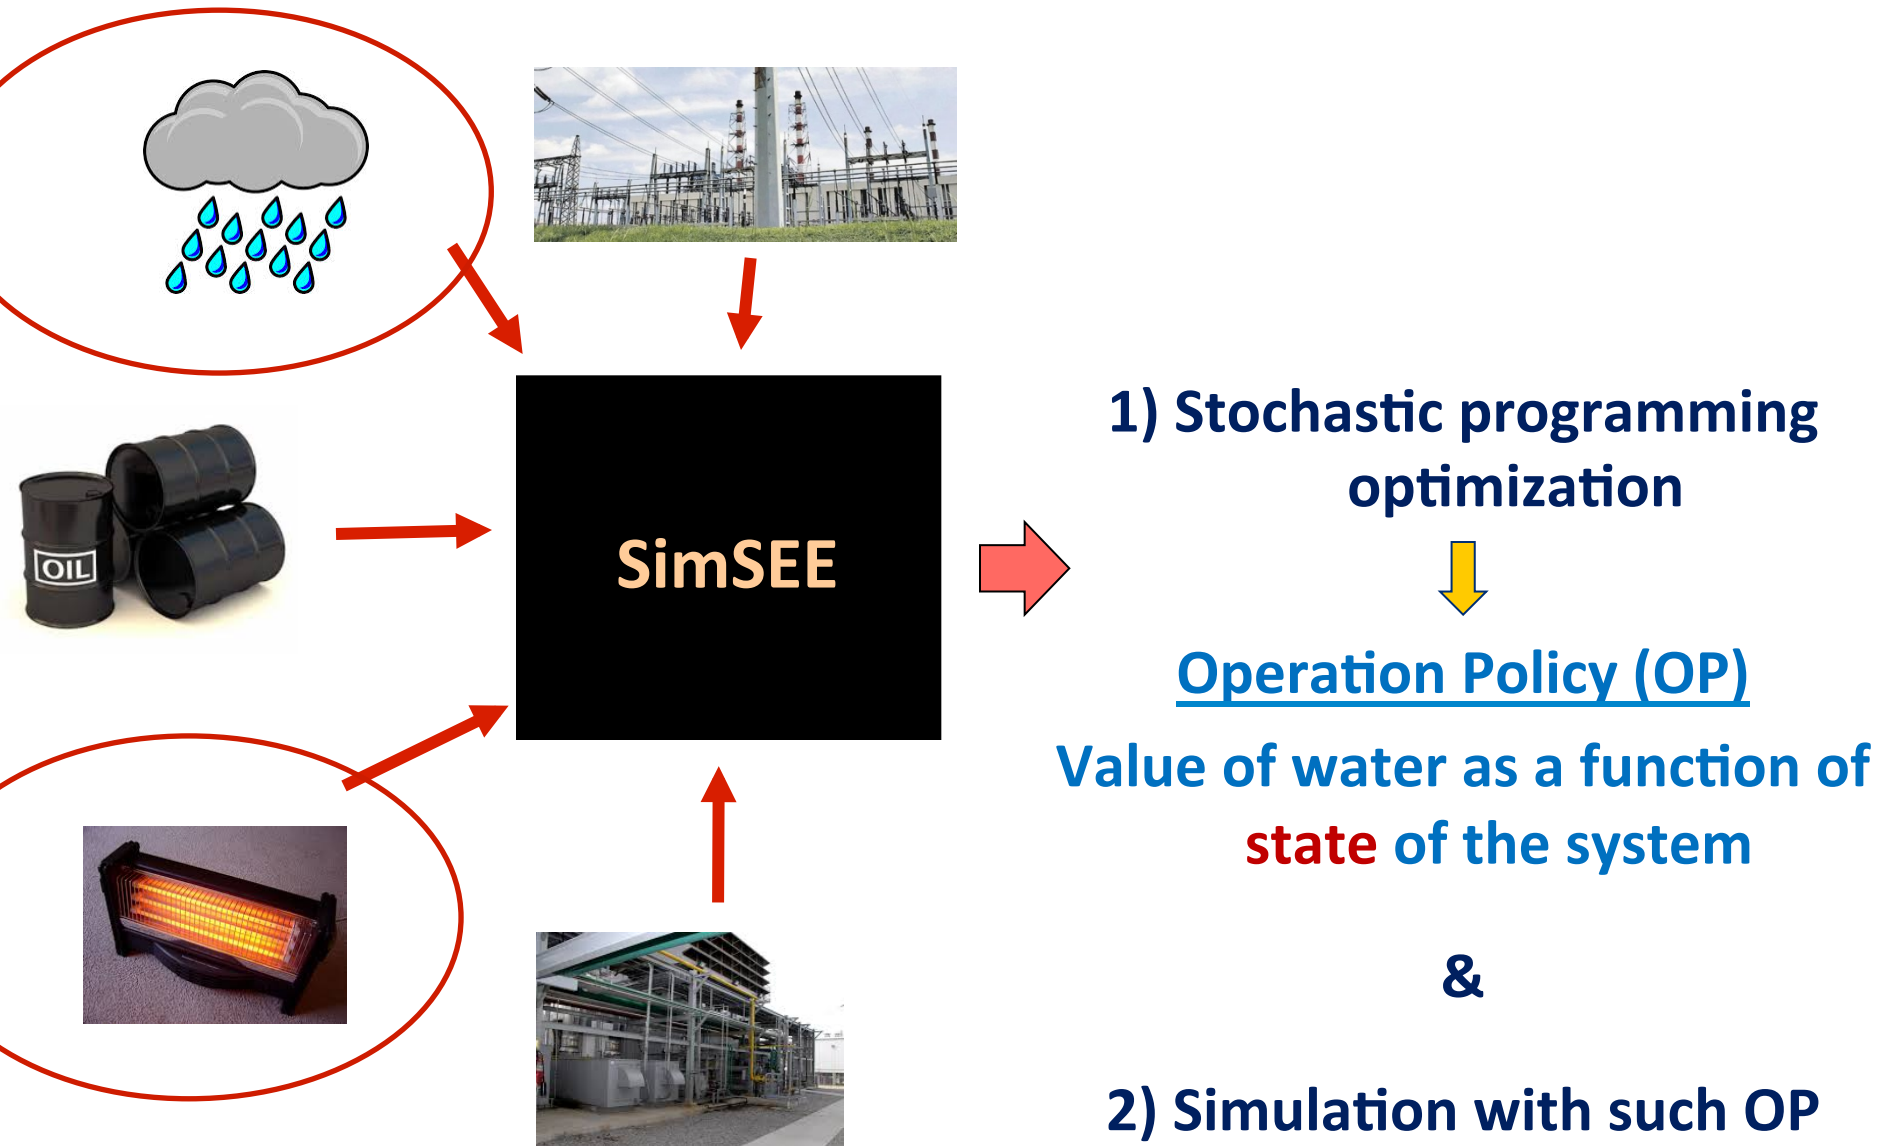 OIL
SimSEE
1) Stochastic programming
optimization
Operation Policy (OP)
Value of water as a function of
state of the system
&
2) Simulation with such OP